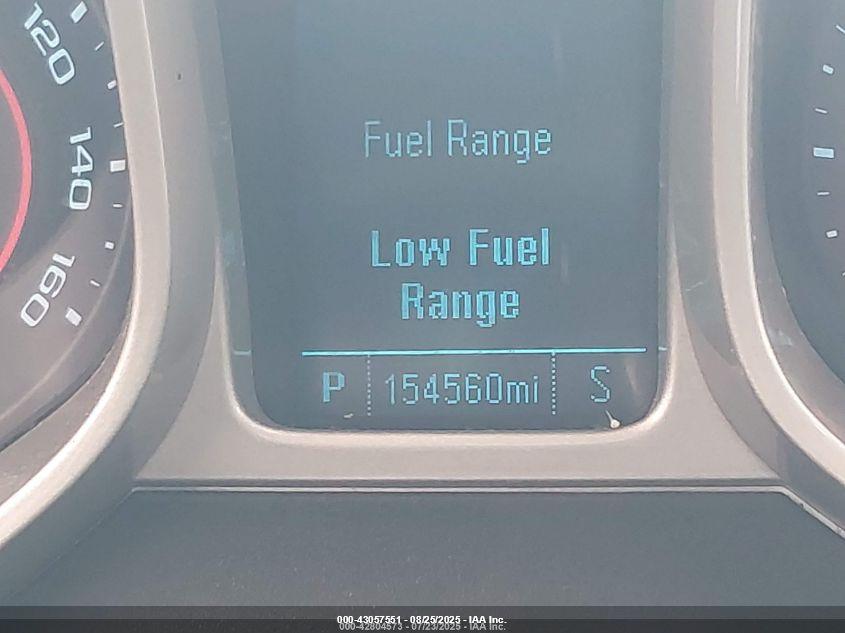 120
140
160
Fuel Range
Low Fuel
Range
P 154560mi S
000-43057551 - 08/25/2025 - IAA Inc.
000-42804573 - 07/23/2025 - IAA Inc.